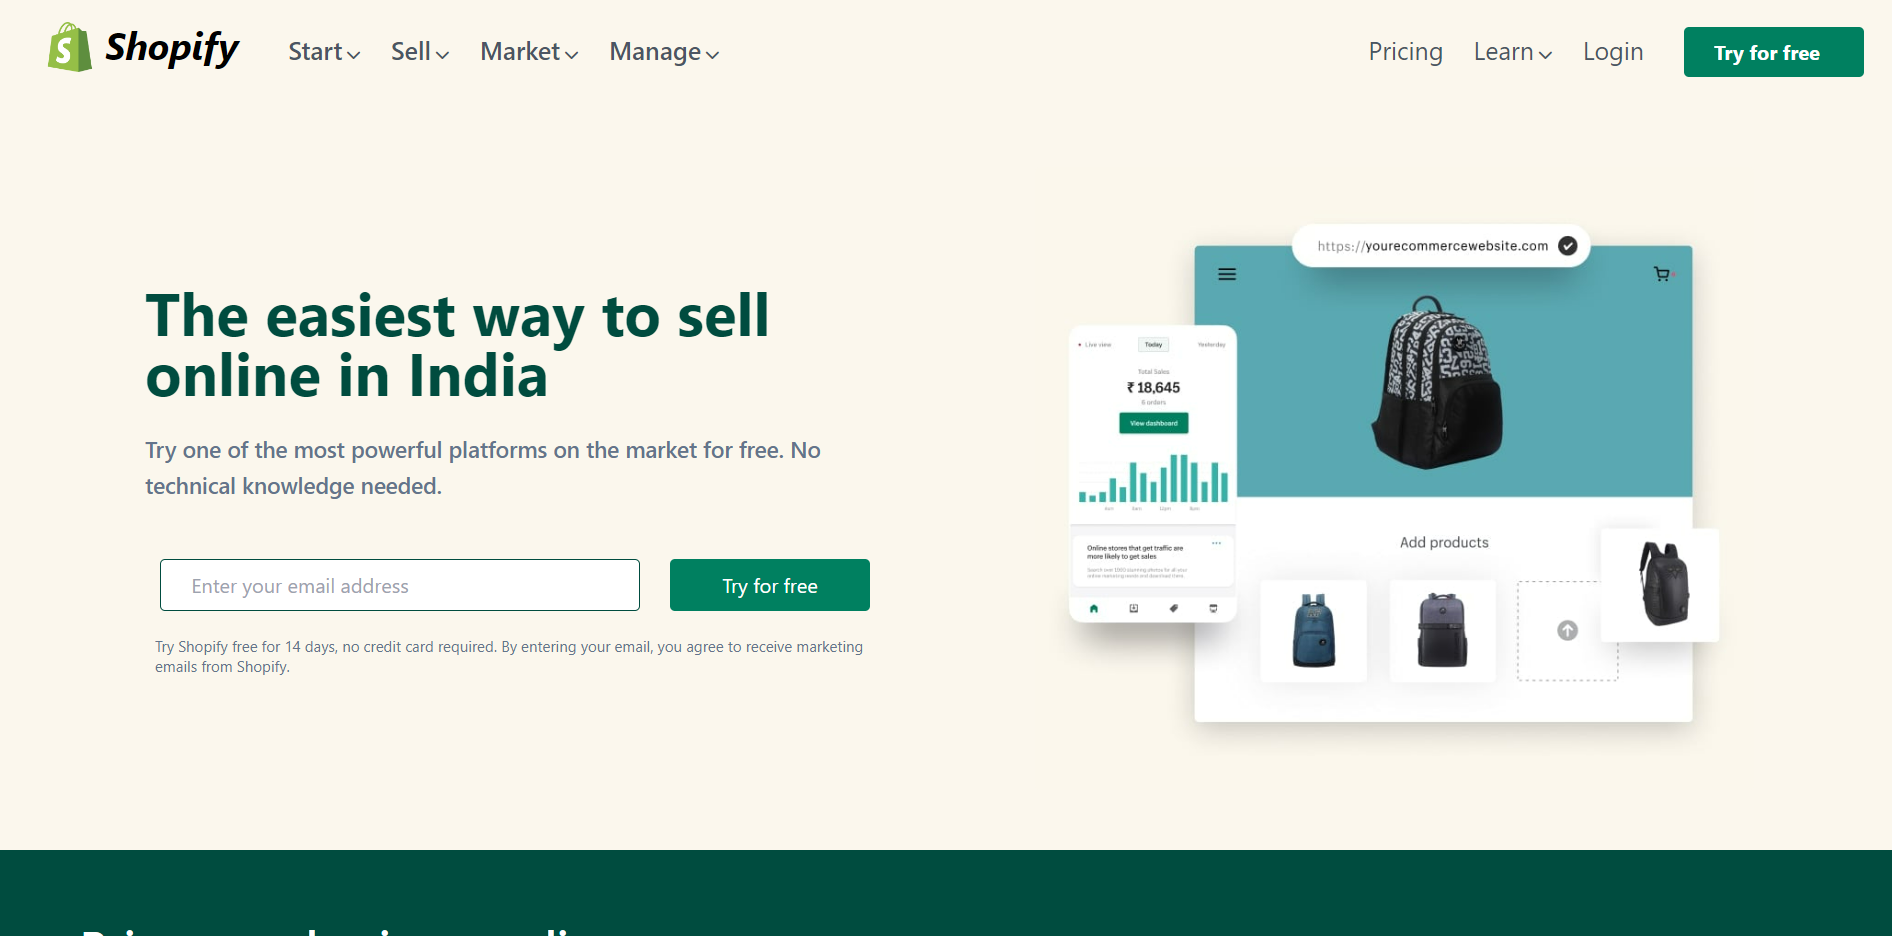 Shopify
Start
Sell
Market
Manage
Pricing
Learn
Login
Try for free
The easiest way to sell
online in India
Try one of the most powerful platforms on the market for free. No
technical knowledge needed.
Enter your email address
Try for free
Try Shopify free for 14 days, no credit card required. By entering your email, you agree to receive marketing
emails from Shopify.
https://yourecommercewebsite.com
Live view
Today
Yesterday
Total Sales
₹ 18,645
View dashboard
Online stores that get traffic are
more likely to get sales
Add products